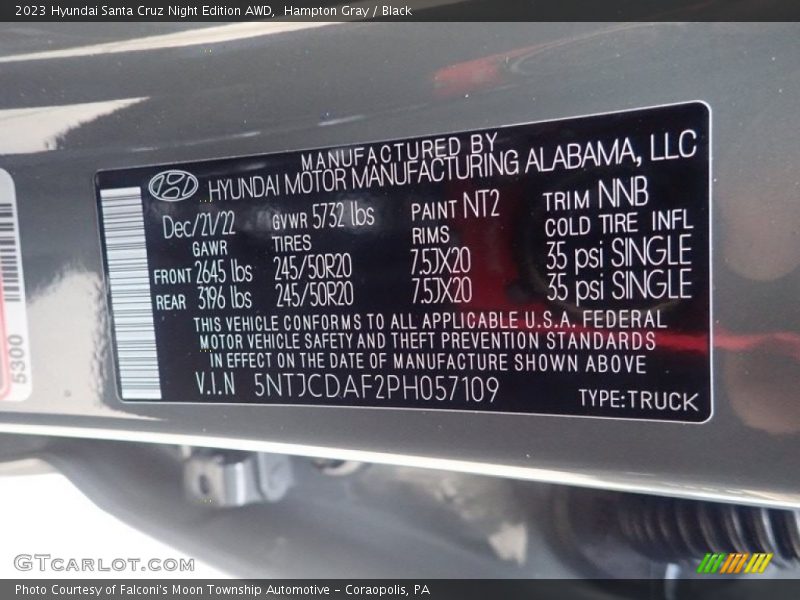 2023 Hyundai Santa Cruz Night Edition AWD,  Hampton Gray / Black
MANUFACTURED BY
HYUNDAI MOTOR MANUFACTURING ALABAMA, LLC
Dec/21/22 GVWR 5732 lbs PAINT NT2 TRIM NNB
GAWR TIRES RIMS COLD TIRE INFL
FRONT 2645 lbs 245/50R20 7.5JX20 35 psi SINGLE
REAR 3196 lbs 245/50R20 7.5JX20 35 psi SINGLE
THIS VEHICLE CONFORMS TO ALL APPLICABLE U.S.A. FEDERAL
MOTOR VEHICLE SAFETY AND THEFT PREVENTION STANDARDS
IN EFFECT ON THE DATE OF MANUFACTURE SHOWN ABOVE
V.I.N 5NTJCDAF2PH057109 TYPE:TRUCK
5300
GTCARLOT.COM
Photo Courtesy of Falconi's Moon Township Automotive – Coraopolis, PA